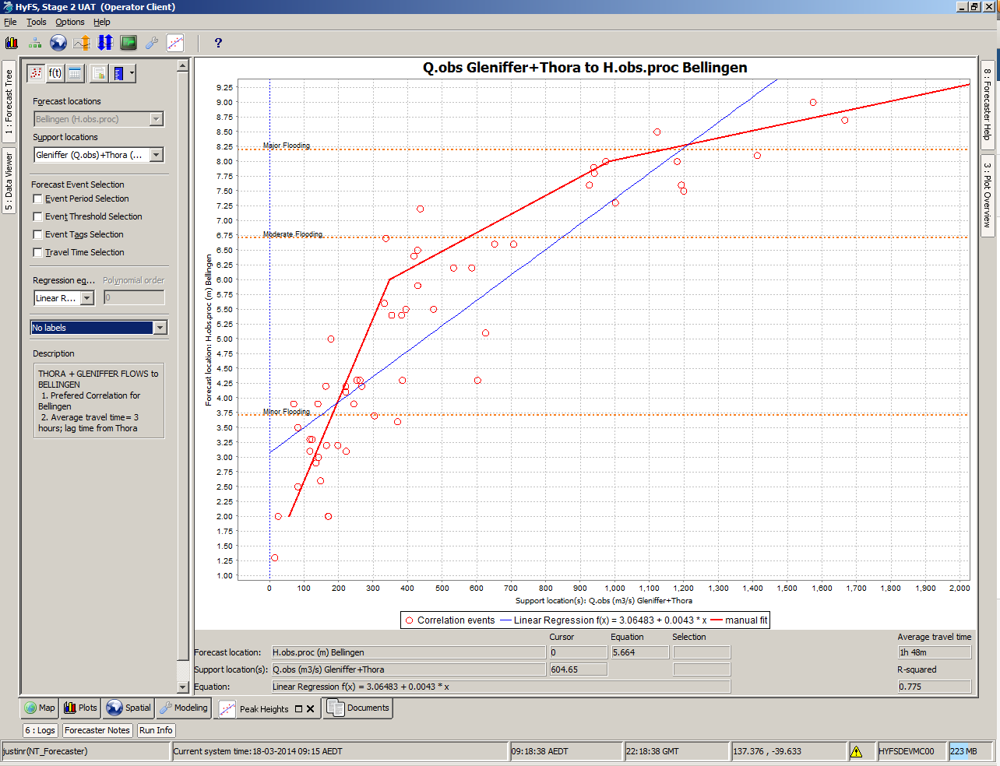 HyFS, Stage 2 UAT  (Operator Client)
File Tools Options Help
?
1 : Forecast Tree
5 : Data Viewer
f(t)
Forecast locations
Bellingen (H.obs.proc)
Support locations
Gleniffer (Q.obs)+Thora (...
Forecast Event Selection
Event Period Selection
Event Threshold Selection
Event Tags Selection
Travel Time Selection
Regression eq... Polynomial order
Linear R... 0
No labels
Description
THORA + GLENIFFER FLOWS to
BELLINGEN
1. Prefered Correlation for
Bellingen
2. Average travel time= 3
hours; lag time from Thora
Q.obs Gleniffer+Thora to H.obs.proc Bellingen
Forecast location: H.obs.proc (m) Bellingen
9.25
9.00
8.75
8.50
8.25
8.00
7.75
7.50
7.25
7.00
6.75
6.50
6.25
6.00
5.75
5.50
5.25
5.00
4.75
4.50
4.25
4.00
3.75
3.50
3.25
3.00
2.75
2.50
2.25
2.00
1.75
1.50
1.25
1.00
Major Flooding
Moderate Flooding
Minor Flooding
0 100 200 300 400 500 600 700 800 900 1,000 1,100 1,200 1,300 1,400 1,500 1,600 1,700 1,800 1,900 2,000
Support location(s): Q.obs (m3/s) Gleniffer+Thora
Correlation events Linear Regression f(x) = 3.06483 + 0.0043 * x manual fit
8 : Forecaster Help
3 : Plot Overview
Cursor Equation Selection Average travel time
Forecast location: H.obs.proc (m) Bellingen 0 5.664 1h 48m
Support location(s): Q.obs (m3/s) Gleniffer+Thora 604.65 R-squared
Equation: Linear Regression f(x) = 3.06483 + 0.0043 * x 0.775
Map Plots Spatial Modeling Peak Heights Documents
6 : Logs Forecaster Notes Run Info
justinr(NT_Forecaster) Current system time:18-03-2014 09:15 AEDT 09:18:38 AEDT 22:18:38 GMT 137.376 , -39.633 HYFSDEVMC00 223 MB